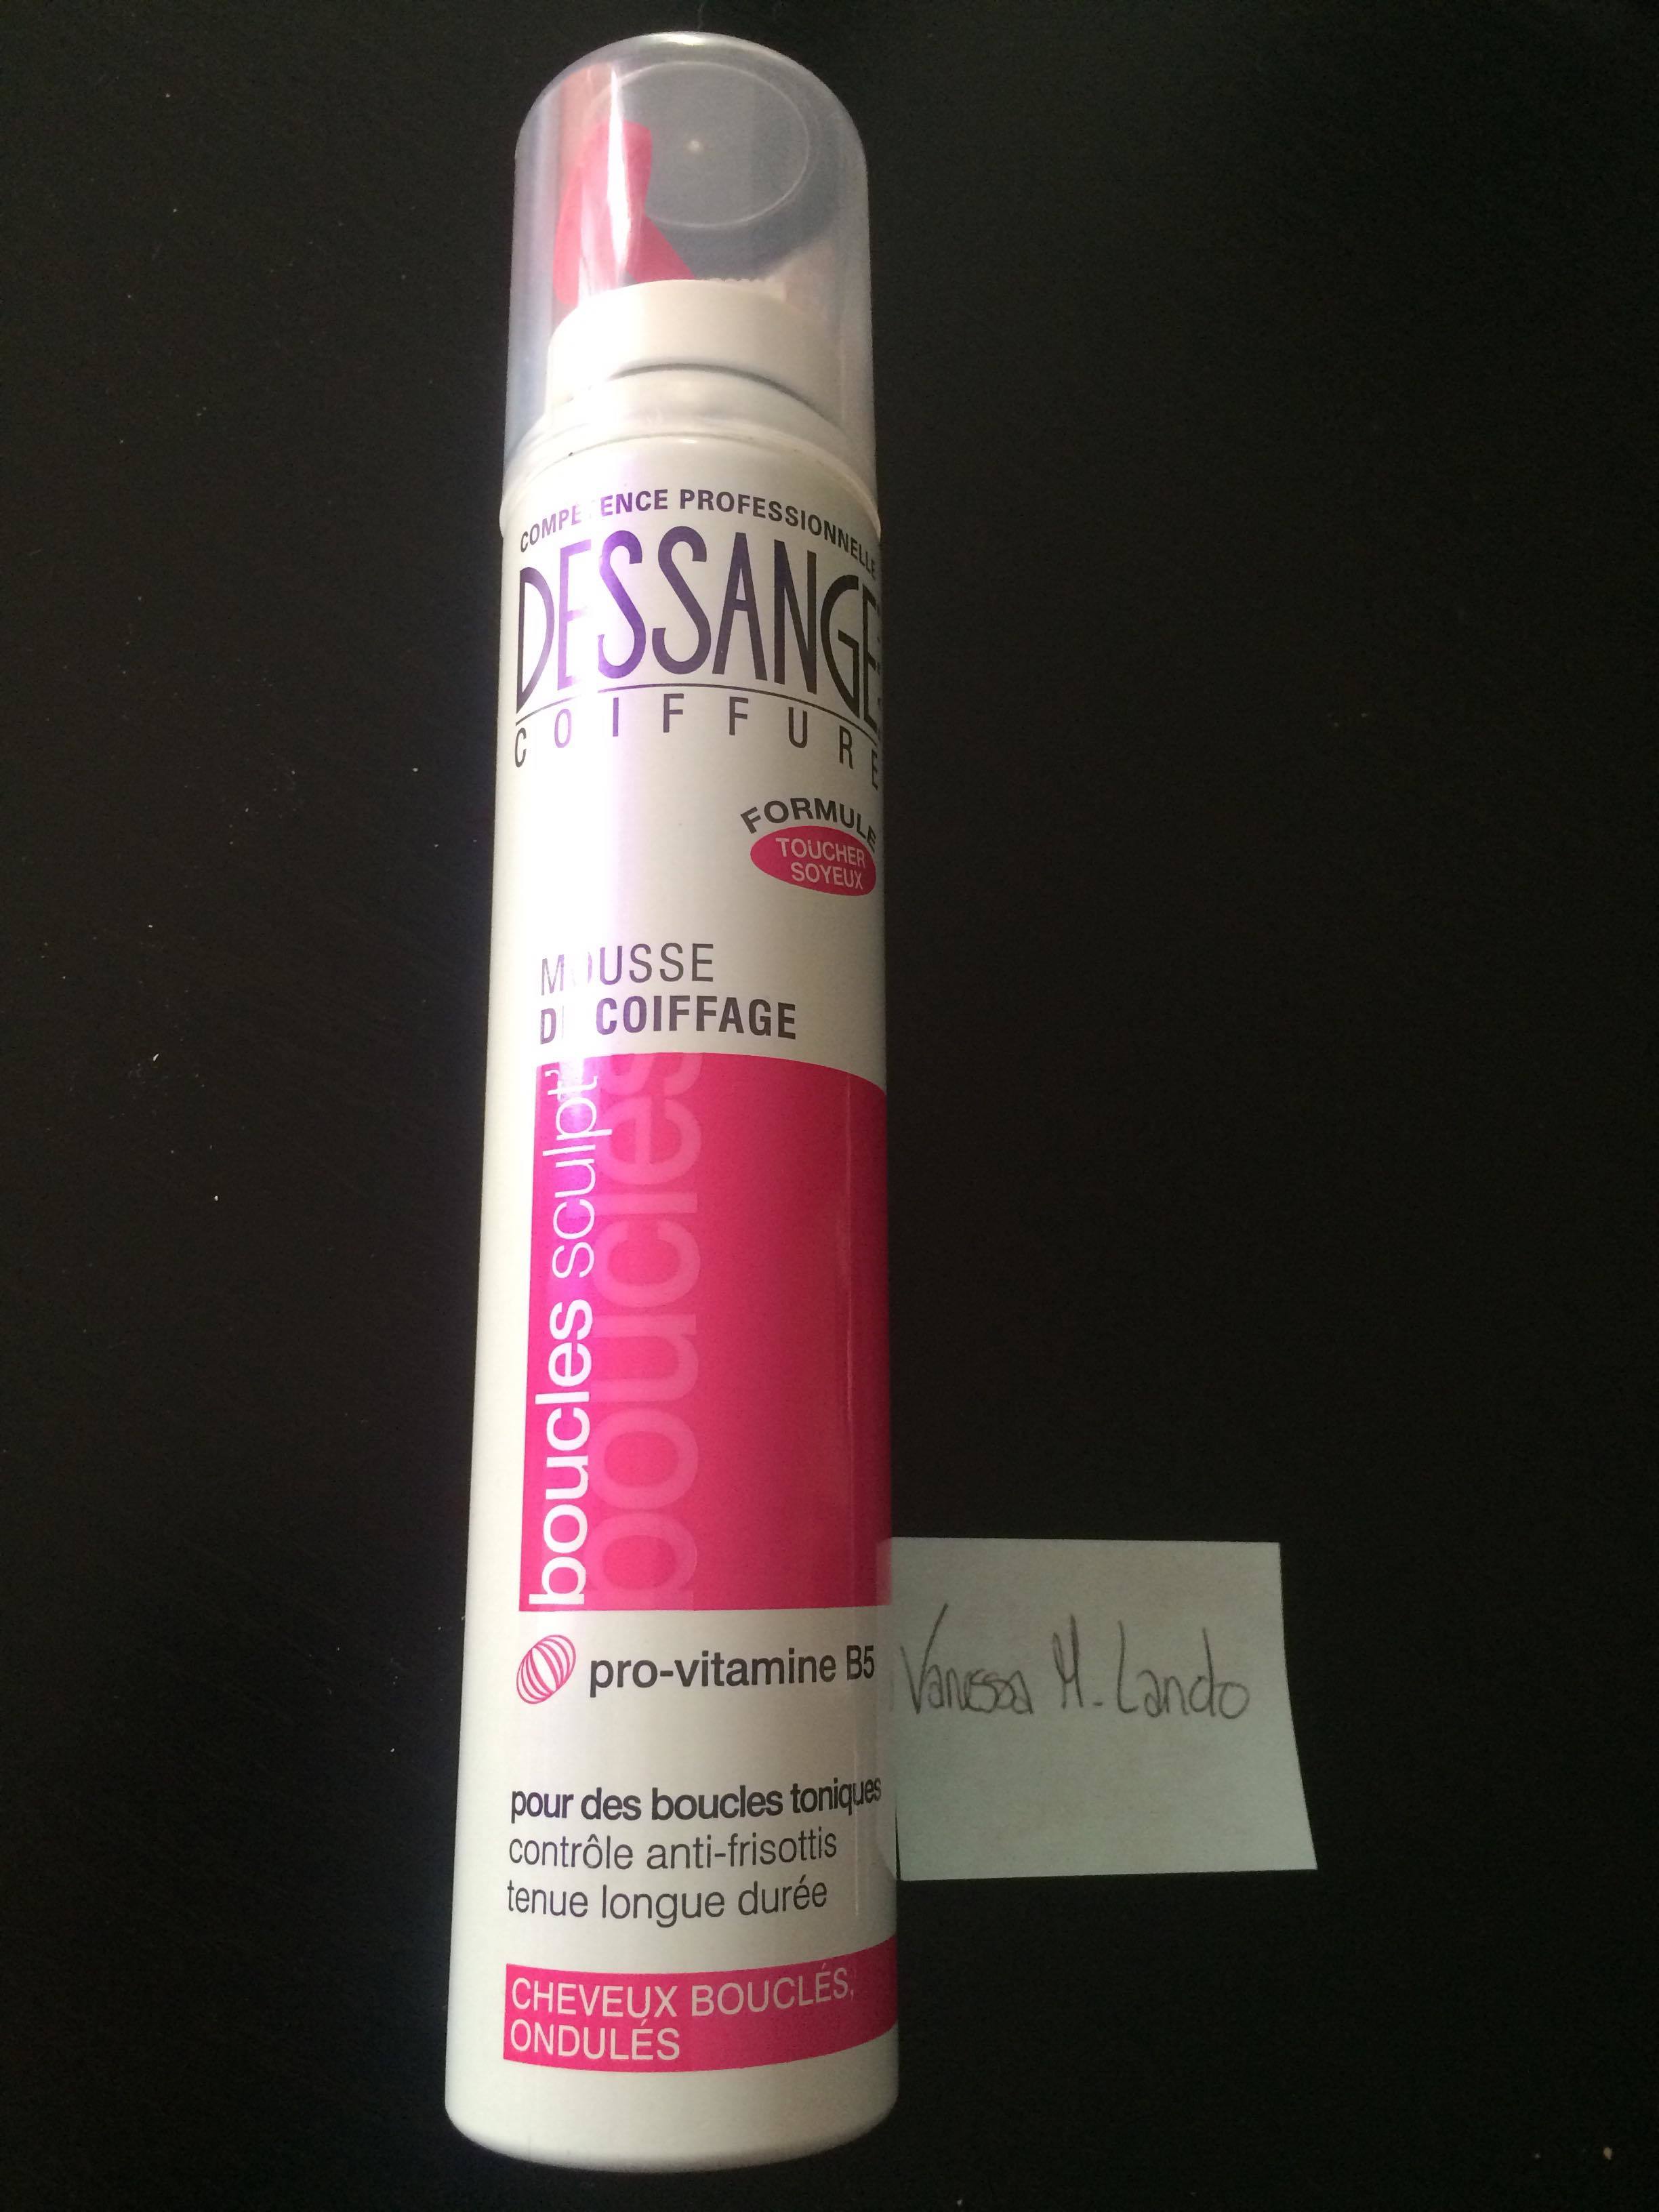 COMPETENCE PROFESSIONNELLE
DESSANGE
COIFFURE
FORMULE
TOUCHER
SOYEUX
MOUSSE
DE COIFFAGE
boucles sculpt'
boucles
pro-vitamine B5
Vanessa M. Lando
pour des boucles toniques
contrôle anti-frisottis
tenue longue durée
CHEVEUX BOUCLÉS,
ONDULÉS